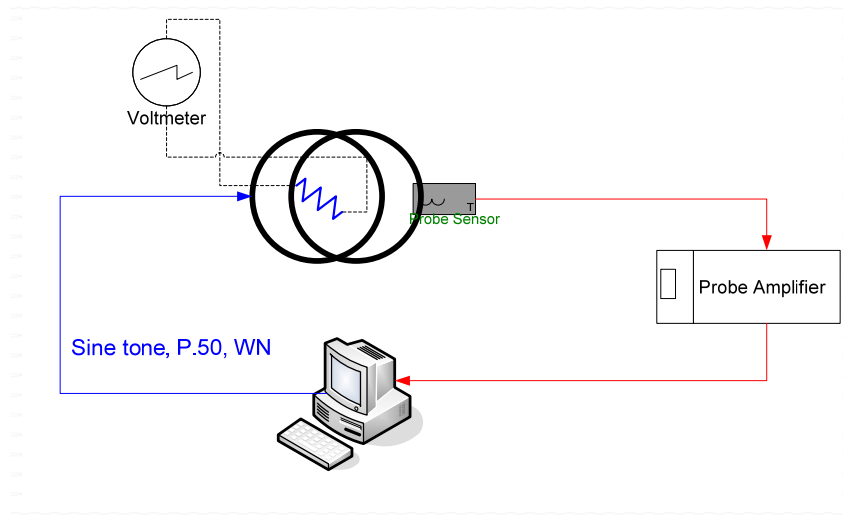 Voltmeter
T
Probe Sensor
Probe Amplifier
Sine tone, P.50, WN